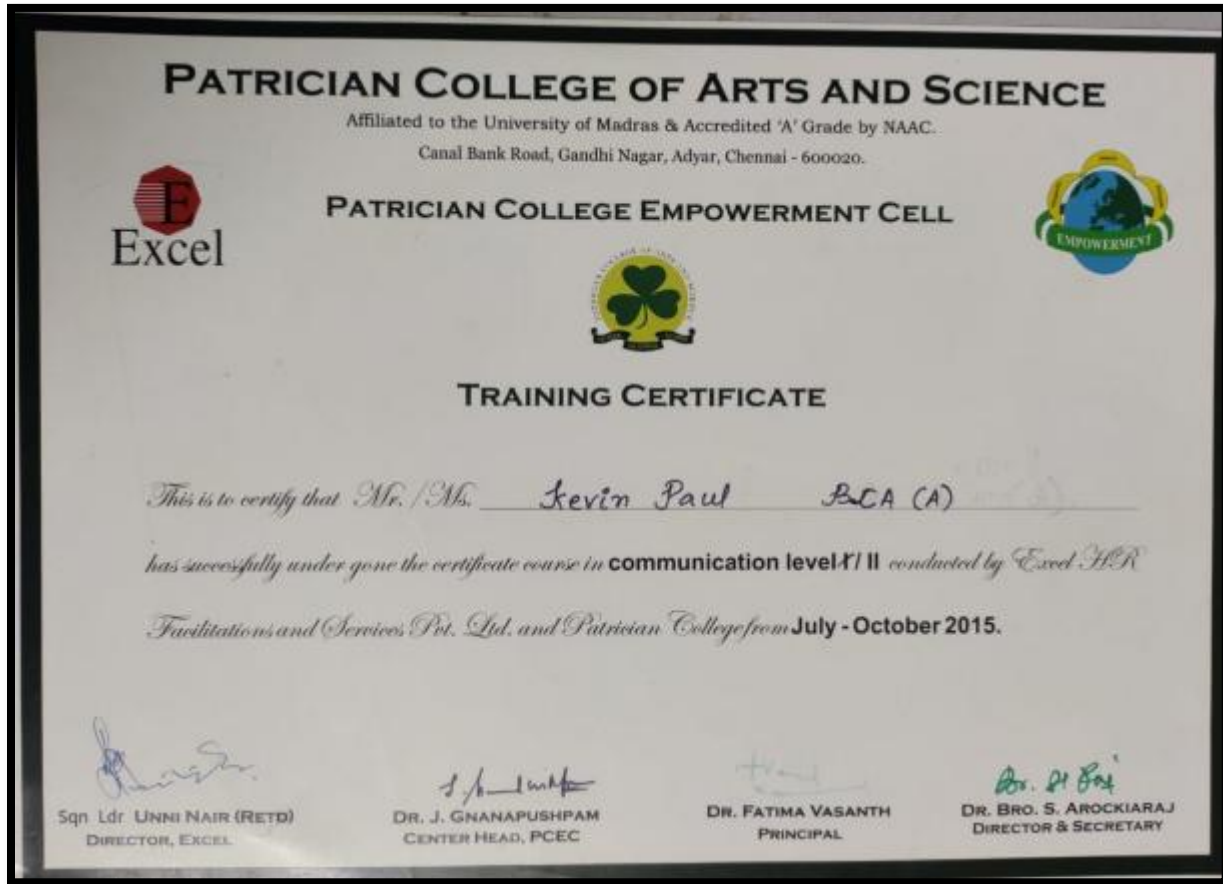 PATRICIAN COLLEGE OF ARTS AND SCIENCE
Affiliated to the University of Madras & Accredited 'A' Grade by NAAC.
Canal Bank Road, Gandhi Nagar, Adyar, Chennai - 600020.
E
Excel
PATRICIAN COLLEGE EMPOWERMENT CELL
EMPOWERMENT
TRAINING CERTIFICATE
This is to certify that Mr. / Ms. Kevin Paul BCA (A)
has successfully under gone the certificate course in communication level I / II conducted by Excel HR
Facilitations and Services Pvt. Ltd. and Patrician College from July - October 2015.
Sqn Ldr UNNI NAIR (RETD)
DIRECTOR, EXCEL
DR. J. GNANAPUSHPAM
CENTER HEAD, PCEC
DR. FATIMA VASANTH
PRINCIPAL
DR. BRO. S. AROCKIARAJ
DIRECTOR & SECRETARY